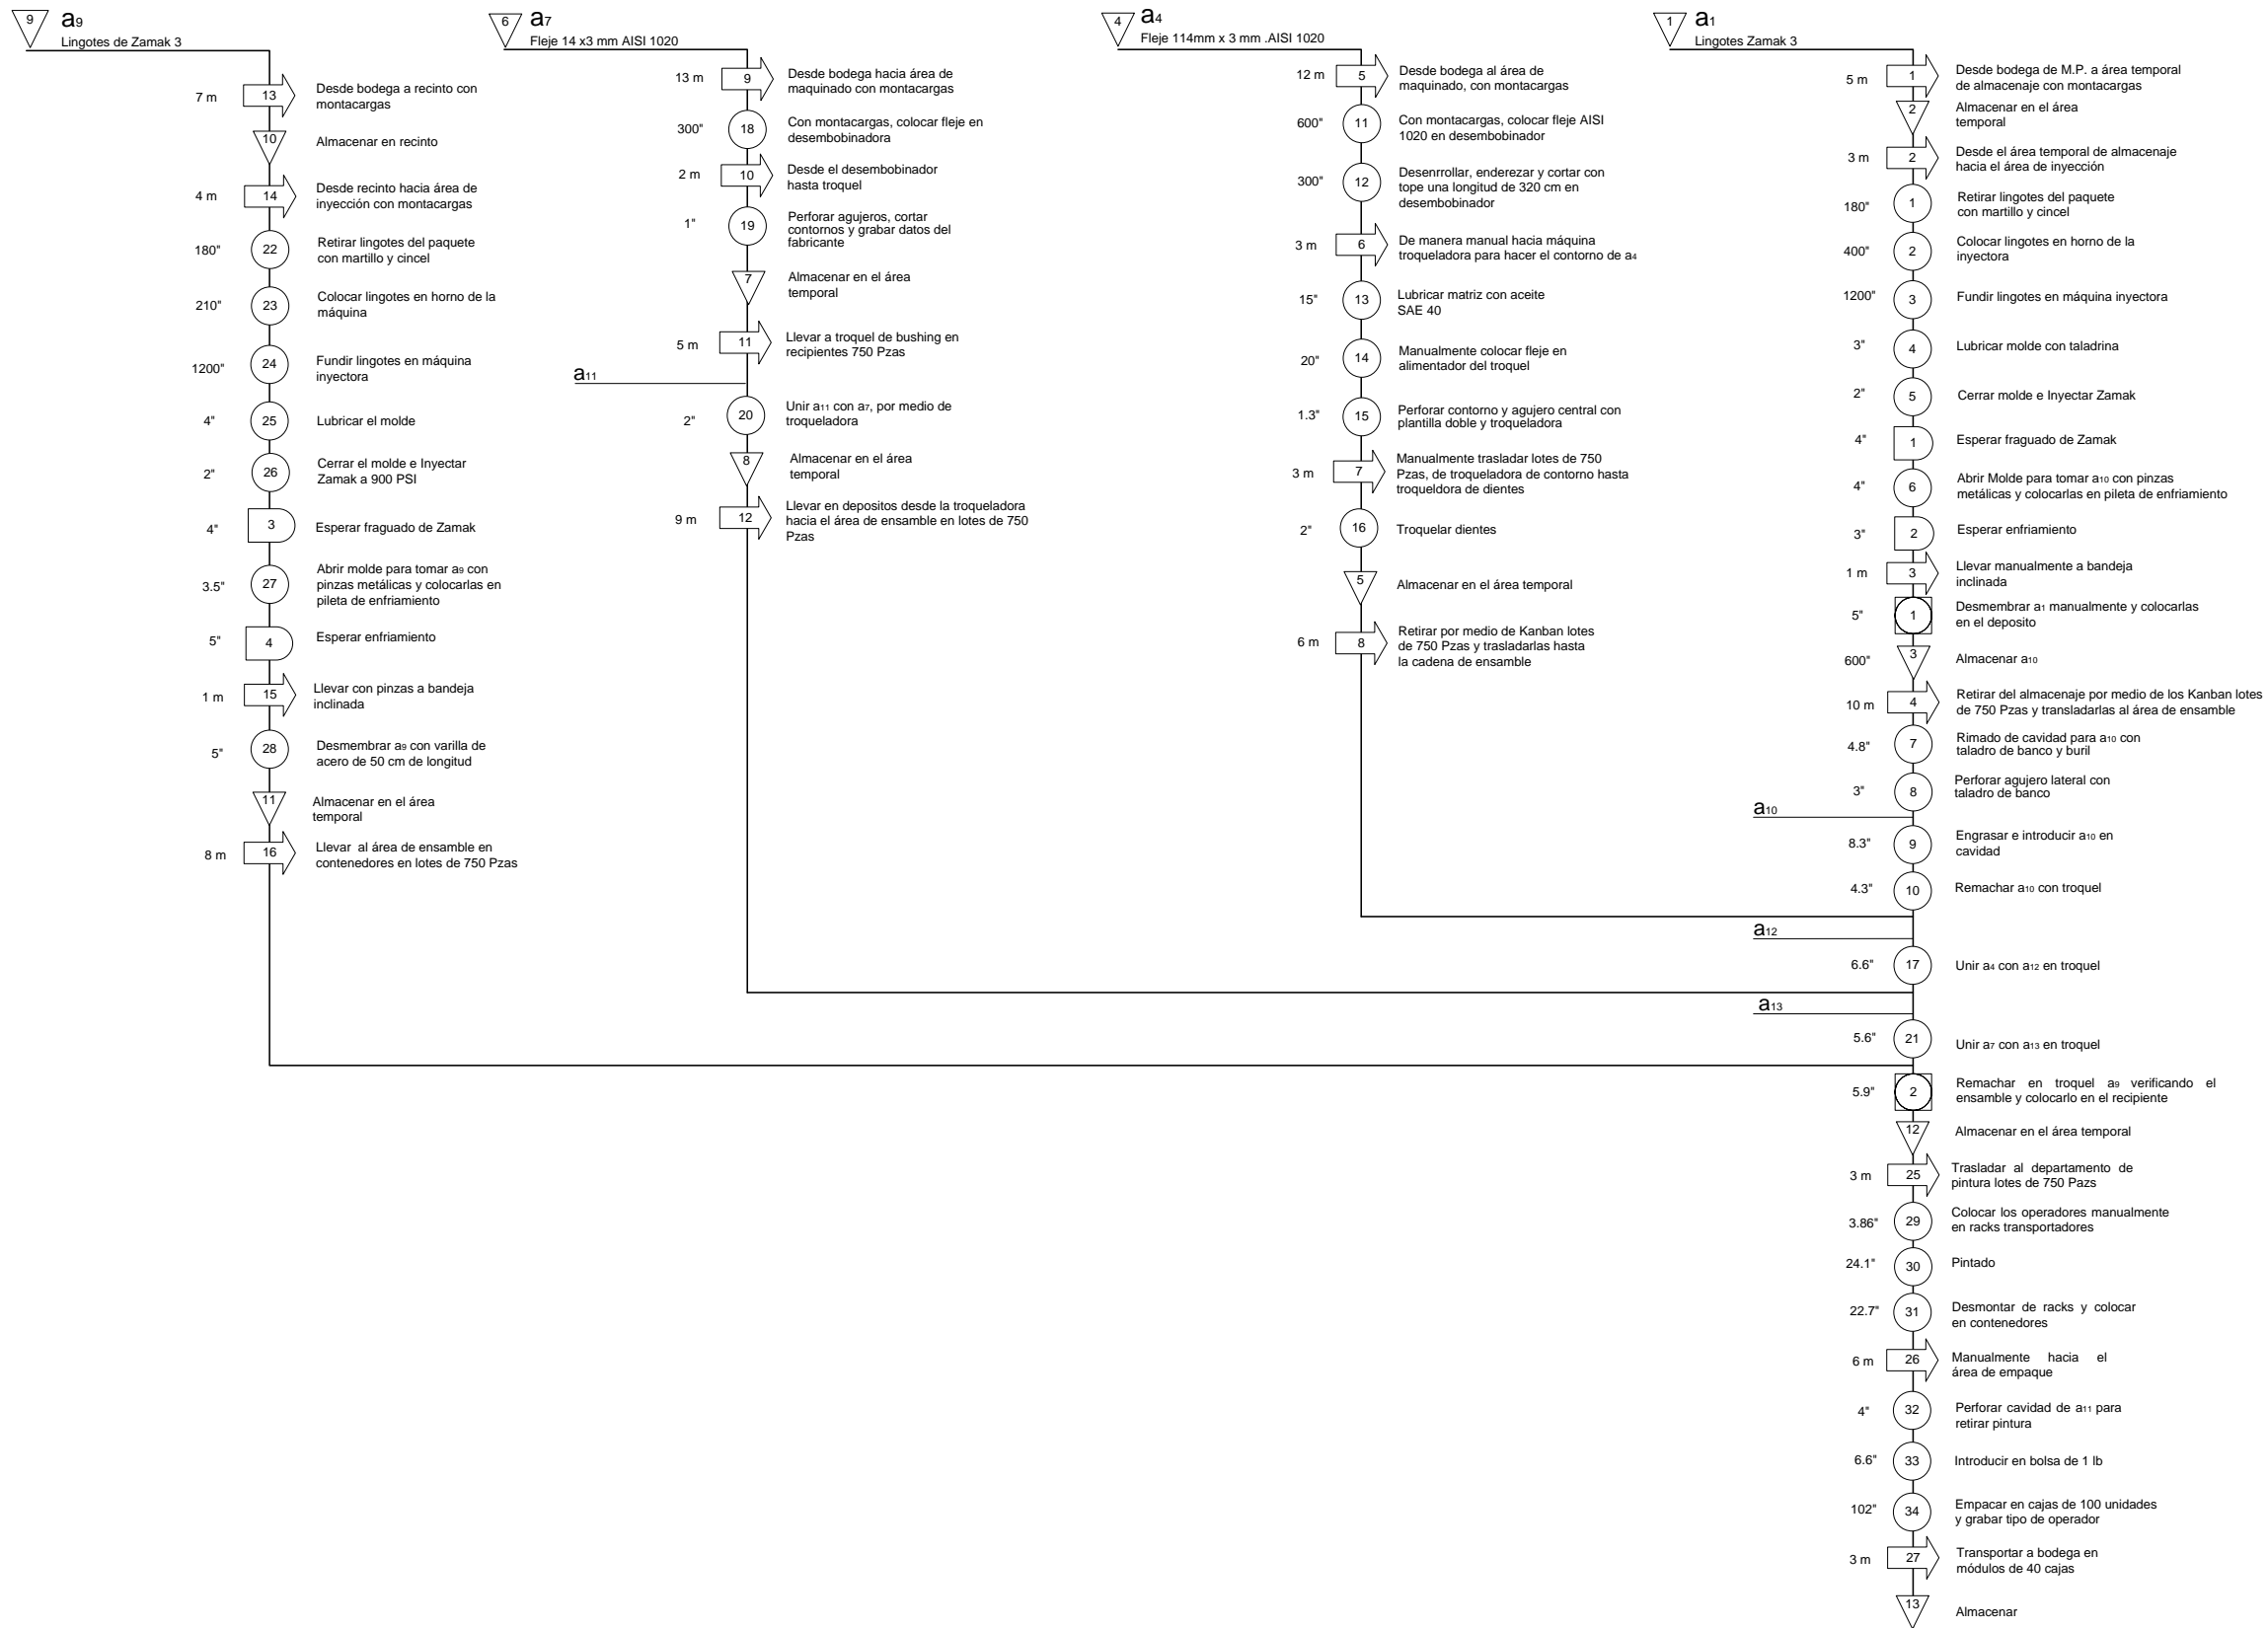 9
a9
Lingotes de Zamak 3
7 m
13
Desde bodega a recinto con
montacargas
10
Almacenar en recinto
4 m
14
Desde recinto hacia área de
inyección con montacargas
180"
22
Retirar lingotes del paquete
con martillo y cincel
210"
23
Colocar lingotes en horno de la
máquina
1200"
24
Fundir lingotes en máquina
inyectora
4"
25
Lubricar el molde
2"
26
Cerrar el molde e Inyectar
Zamak a 900 PSI
4"
3
Esperar fraguado de Zamak
3.5"
27
Abrir molde para tomar a9 con
pinzas metálicas y colocarlas en
pileta de enfriamiento
5"
4
Esperar enfriamiento
1 m
15
Llevar con pinzas a bandeja
inclinada
5"
28
Desmembrar a9 con varilla de
acero de 50 cm de longitud
11
Almacenar en el área
temporal
8 m
16
Llevar al área de ensamble en
contenedores en lotes de 750 Pzas
6
a7
Fleje 14 x3 mm AISI 1020
13 m
9
Desde bodega hacia área de
maquinado con montacargas
300"
18
Con montacargas, colocar fleje en
desembobinadora
2 m
10
Desde el desembobinador
hasta troquel
1"
19
Perforar agujeros, cortar
contornos y grabar datos del
fabricante
7
Almacenar en el área
temporal
5 m
11
Llevar a troquel de bushing en
recipientes 750 Pzas
a11
2"
20
Unir a11 con a7, por medio de
troqueladora
8
Almacenar en el área
temporal
9 m
12
Llevar en depositos desde la troqueladora
hacia el área de ensamble en lotes de 750
Pzas
4
a4
Fleje 114mm x 3 mm .AISI 1020
12 m
5
Desde bodega al área de
maquinado, con montacargas
600"
11
Con montacargas, colocar fleje AISI
1020 en desembobinador
300"
12
Desenrrollar, enderezar y cortar con
tope una longitud de 320 cm en
desembobinador
3 m
6
De manera manual hacia máquina
troqueladora para hacer el contorno de a4
15"
13
Lubricar matriz con aceite
SAE 40
20"
14
Manualmente colocar fleje en
alimentador del troquel
1.3"
15
Perforar contorno y agujero central con
plantilla doble y troqueladora
3 m
7
Manualmente trasladar lotes de 750
Pzas, de troqueladora de contorno hasta
troqueldora de dientes
2"
16
Troquelar dientes
5
Almacenar en el área temporal
6 m
8
Retirar por medio de Kanban lotes
de 750 Pzas y trasladarlas hasta
la cadena de ensamble
1
a1
Lingotes Zamak 3
5 m
1
Desde bodega de M.P. a área temporal
de almacenaje con montacargas
2
Almacenar en el área
temporal
3 m
2
Desde el área temporal de almacenaje
hacia el área de inyección
180"
1
Retirar lingotes del paquete
con martillo y cincel
400"
2
Colocar lingotes en horno de la
inyectora
1200"
3
Fundir lingotes en máquina inyectora
3"
4
Lubricar molde con taladrina
2"
5
Cerrar molde e Inyectar Zamak
4"
1
Esperar fraguado de Zamak
4"
6
Abrir Molde para tomar a10 con pinzas
metálicas y colocarlas en pileta de enfriamiento
3"
2
Esperar enfriamiento
1 m
3
Llevar manualmente a bandeja
inclinada
5"
1
Desmembrar a1 manualmente y colocarlas
en el deposito
600"
3
Almacenar a10
10 m
4
Retirar del almacenaje por medio de los Kanban lotes
de 750 Pzas y transladarlas al área de ensamble
4.8"
7
Rimado de cavidad para a10 con
taladro de banco y buril
3"
8
Perforar agujero lateral con
taladro de banco
a10
8.3"
9
Engrasar e introducir a10 en
cavidad
4.3"
10
Remachar a10 con troquel
a12
6.6"
17
Unir a4 con a12 en troquel
a13
5.6"
21
Unir a7 con a13 en troquel
5.9"
2
Remachar en troquel a9 verificando el
ensamble y colocarlo en el recipiente
12
Almacenar en el área temporal
3 m
25
Trasladar al departamento de
pintura lotes de 750 Pazs
3.86"
29
Colocar los operadores manualmente
en racks transportadores
24.1"
30
Pintado
22.7"
31
Desmontar de racks y colocar
en contenedores
6 m
26
Manualmente hacia el
área de empaque
4"
32
Perforar cavidad de a11 para
retirar pintura
6.6"
33
Introducir en bolsa de 1 lb
102"
34
Empacar en cajas de 100 unidades
y grabar tipo de operador
3 m
27
Transportar a bodega en
módulos de 40 cajas
13
Almacenar